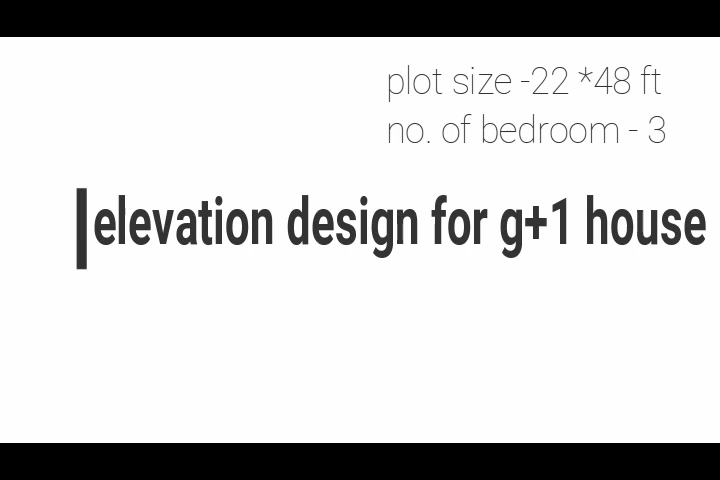 plot size -22 *48 ft
no. of bedroom - 3
elevation design for g+1 house